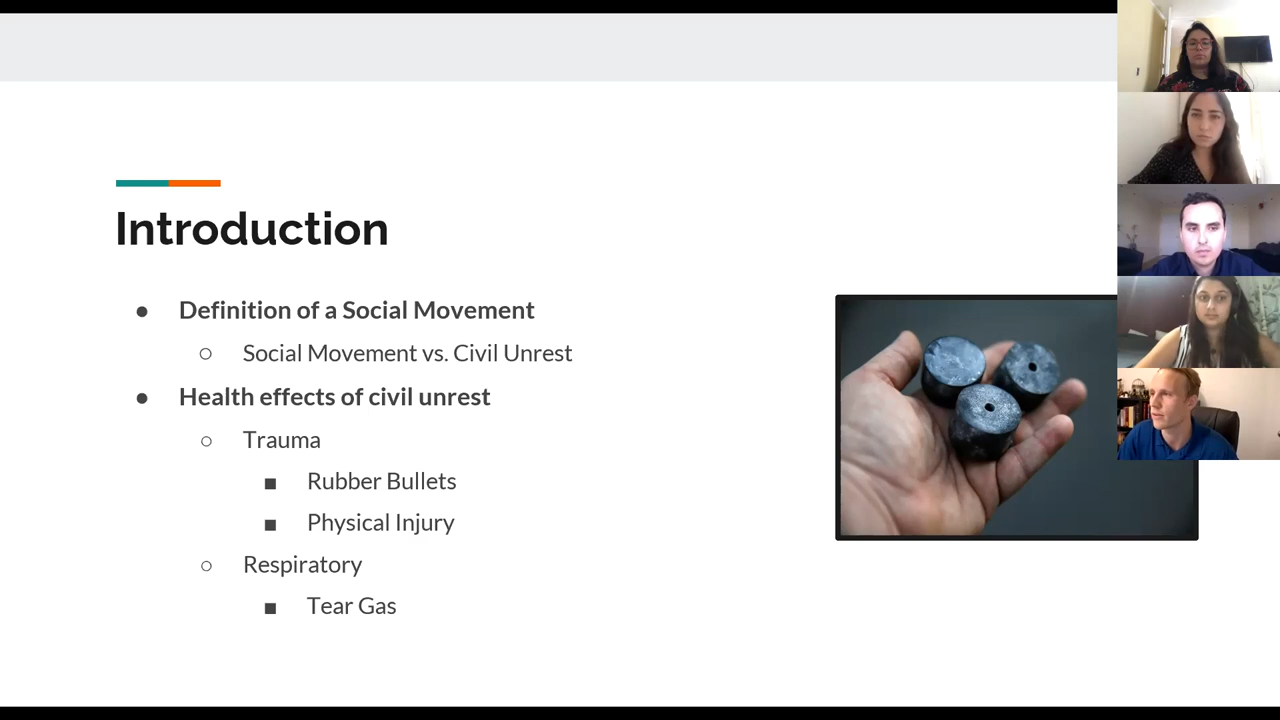 Introduction
● Definition of a Social Movement
○ Social Movement vs. Civil Unrest
● Health effects of civil unrest
○ Trauma
■ Rubber Bullets
■ Physical Injury
○ Respiratory
■ Tear Gas